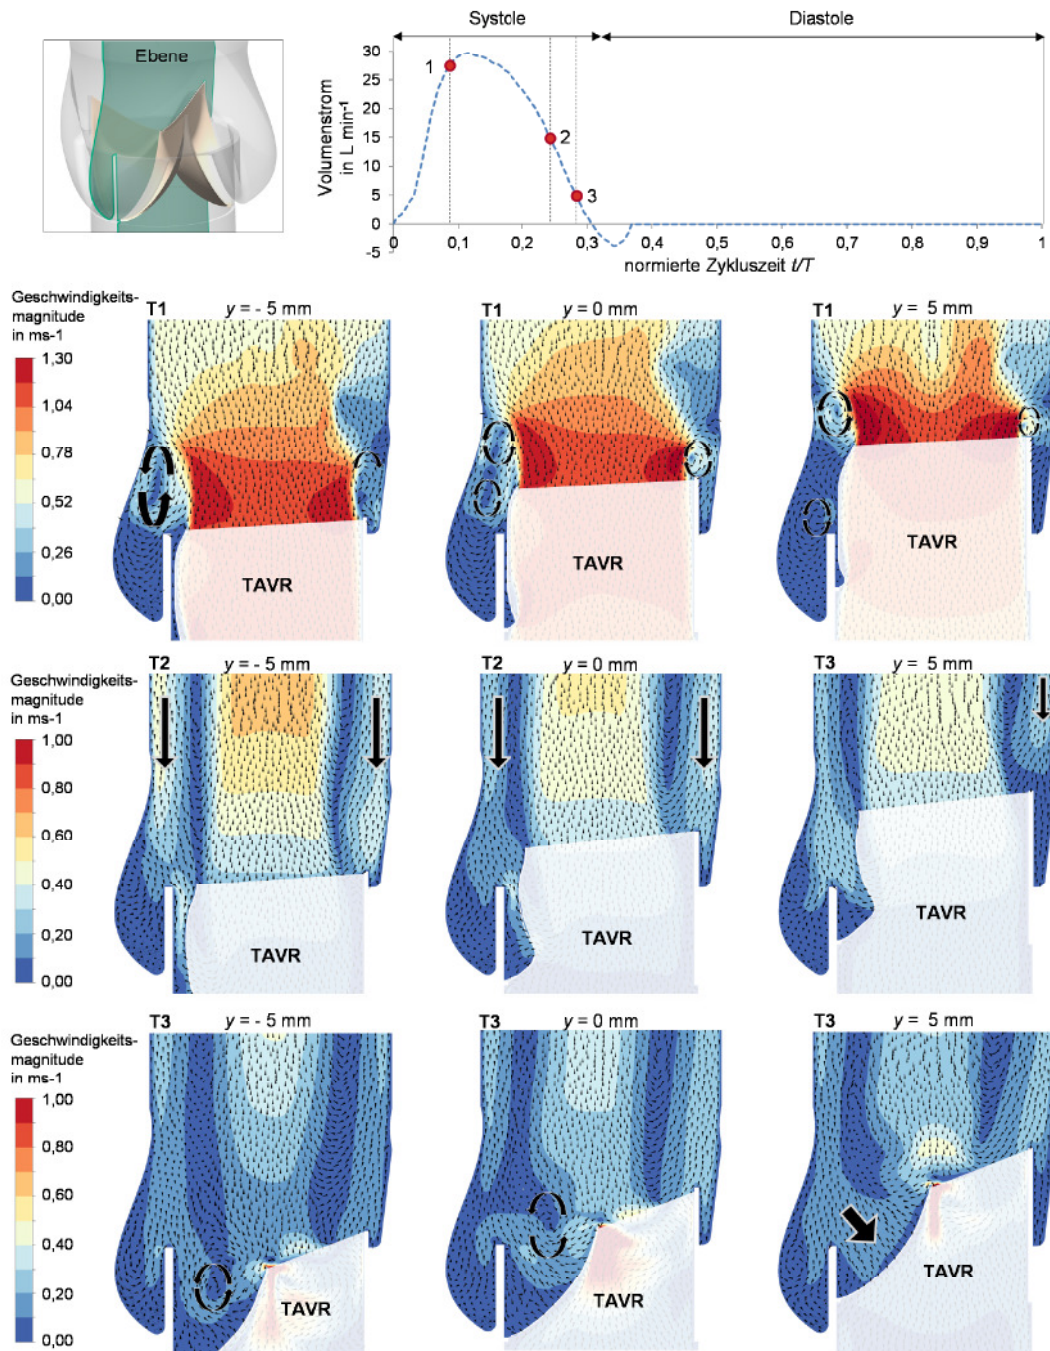 Ebene
Systole
Diastole
Volumenstrom
in L min⁻¹
30
25
20
15
10
5
0
-5
1
2
3
0
0,1
0,2
0,3
0,4
0,5
0,6
0,7
0,8
0,9
1
normierte Zykluszeit t/T
Geschwindigkeits-
magnitude
in ms-1
1,30
1,04
0,78
0,52
0,26
0,00
T1
y = - 5 mm
TAVR
T1
y = 0 mm
TAVR
T1
y = 5 mm
TAVR
Geschwindigkeits-
magnitude
in ms-1
1,00
0,80
0,60
0,40
0,20
0,00
T2
y = - 5 mm
TAVR
T2
y = 0 mm
TAVR
T3
y = 5 mm
TAVR
Geschwindigkeits-
magnitude
in ms-1
1,00
0,80
0,60
0,40
0,20
0,00
T3
y = - 5 mm
TAVR
T3
y = 0 mm
TAVR
T3
y = 5 mm
TAVR